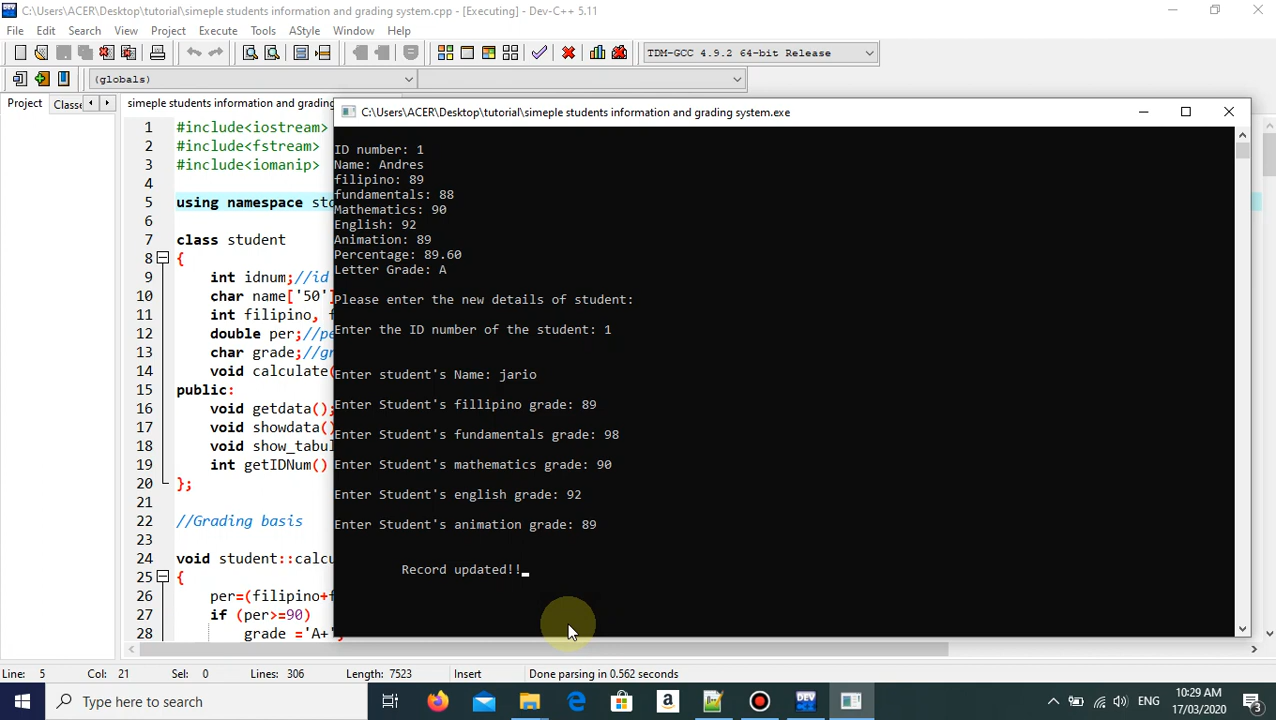 C:\Users\ACER\Desktop\tutorial\simeple students information and grading system.cpp - [Executing] - Dev-C++ 5.11
File Edit Search View Project Execute Tools AStyle Window Help
TDM-GCC 4.9.2 64-bit Release
(globals)
Project Classe simeple students information and grading
C:\Users\ACER\Desktop\tutorial\simeple students information and grading system.exe
1 #include<iostream>
2 #include<fstream>
3 #include<iomanip>
4
5 using namespace std
6
7 class student
8 {
9 int idnum;//id
10 char name['50']
11 int filipino, f
12 double per;//pe
13 char grade;//gr
14 void calculate(
15 public:
16 void getdata();
17 void showdata()
18 void show_tabul
19 int getIDNum()
20 };
21
22 //Grading basis
23
24 void student::calcu
25 {
26 per=(filipino+f
27 if (per>=90)
28 grade ='A+';
ID number: 1
Name: Andres
filipino: 89
fundamentals: 88
Mathematics: 90
English: 92
Animation: 89
Percentage: 89.60
Letter Grade: A
Please enter the new details of student:
Enter the ID number of the student: 1
Enter student's Name: jario
Enter Student's fillipino grade: 89
Enter Student's fundamentals grade: 98
Enter Student's mathematics grade: 90
Enter Student's english grade: 92
Enter Student's animation grade: 89
Record updated!!
Line: 5 Col: 21 Sel: 0 Lines: 306 Length: 7523 Insert Done parsing in 0.562 seconds
Type here to search
ENG
10:29 AM
17/03/2020
3